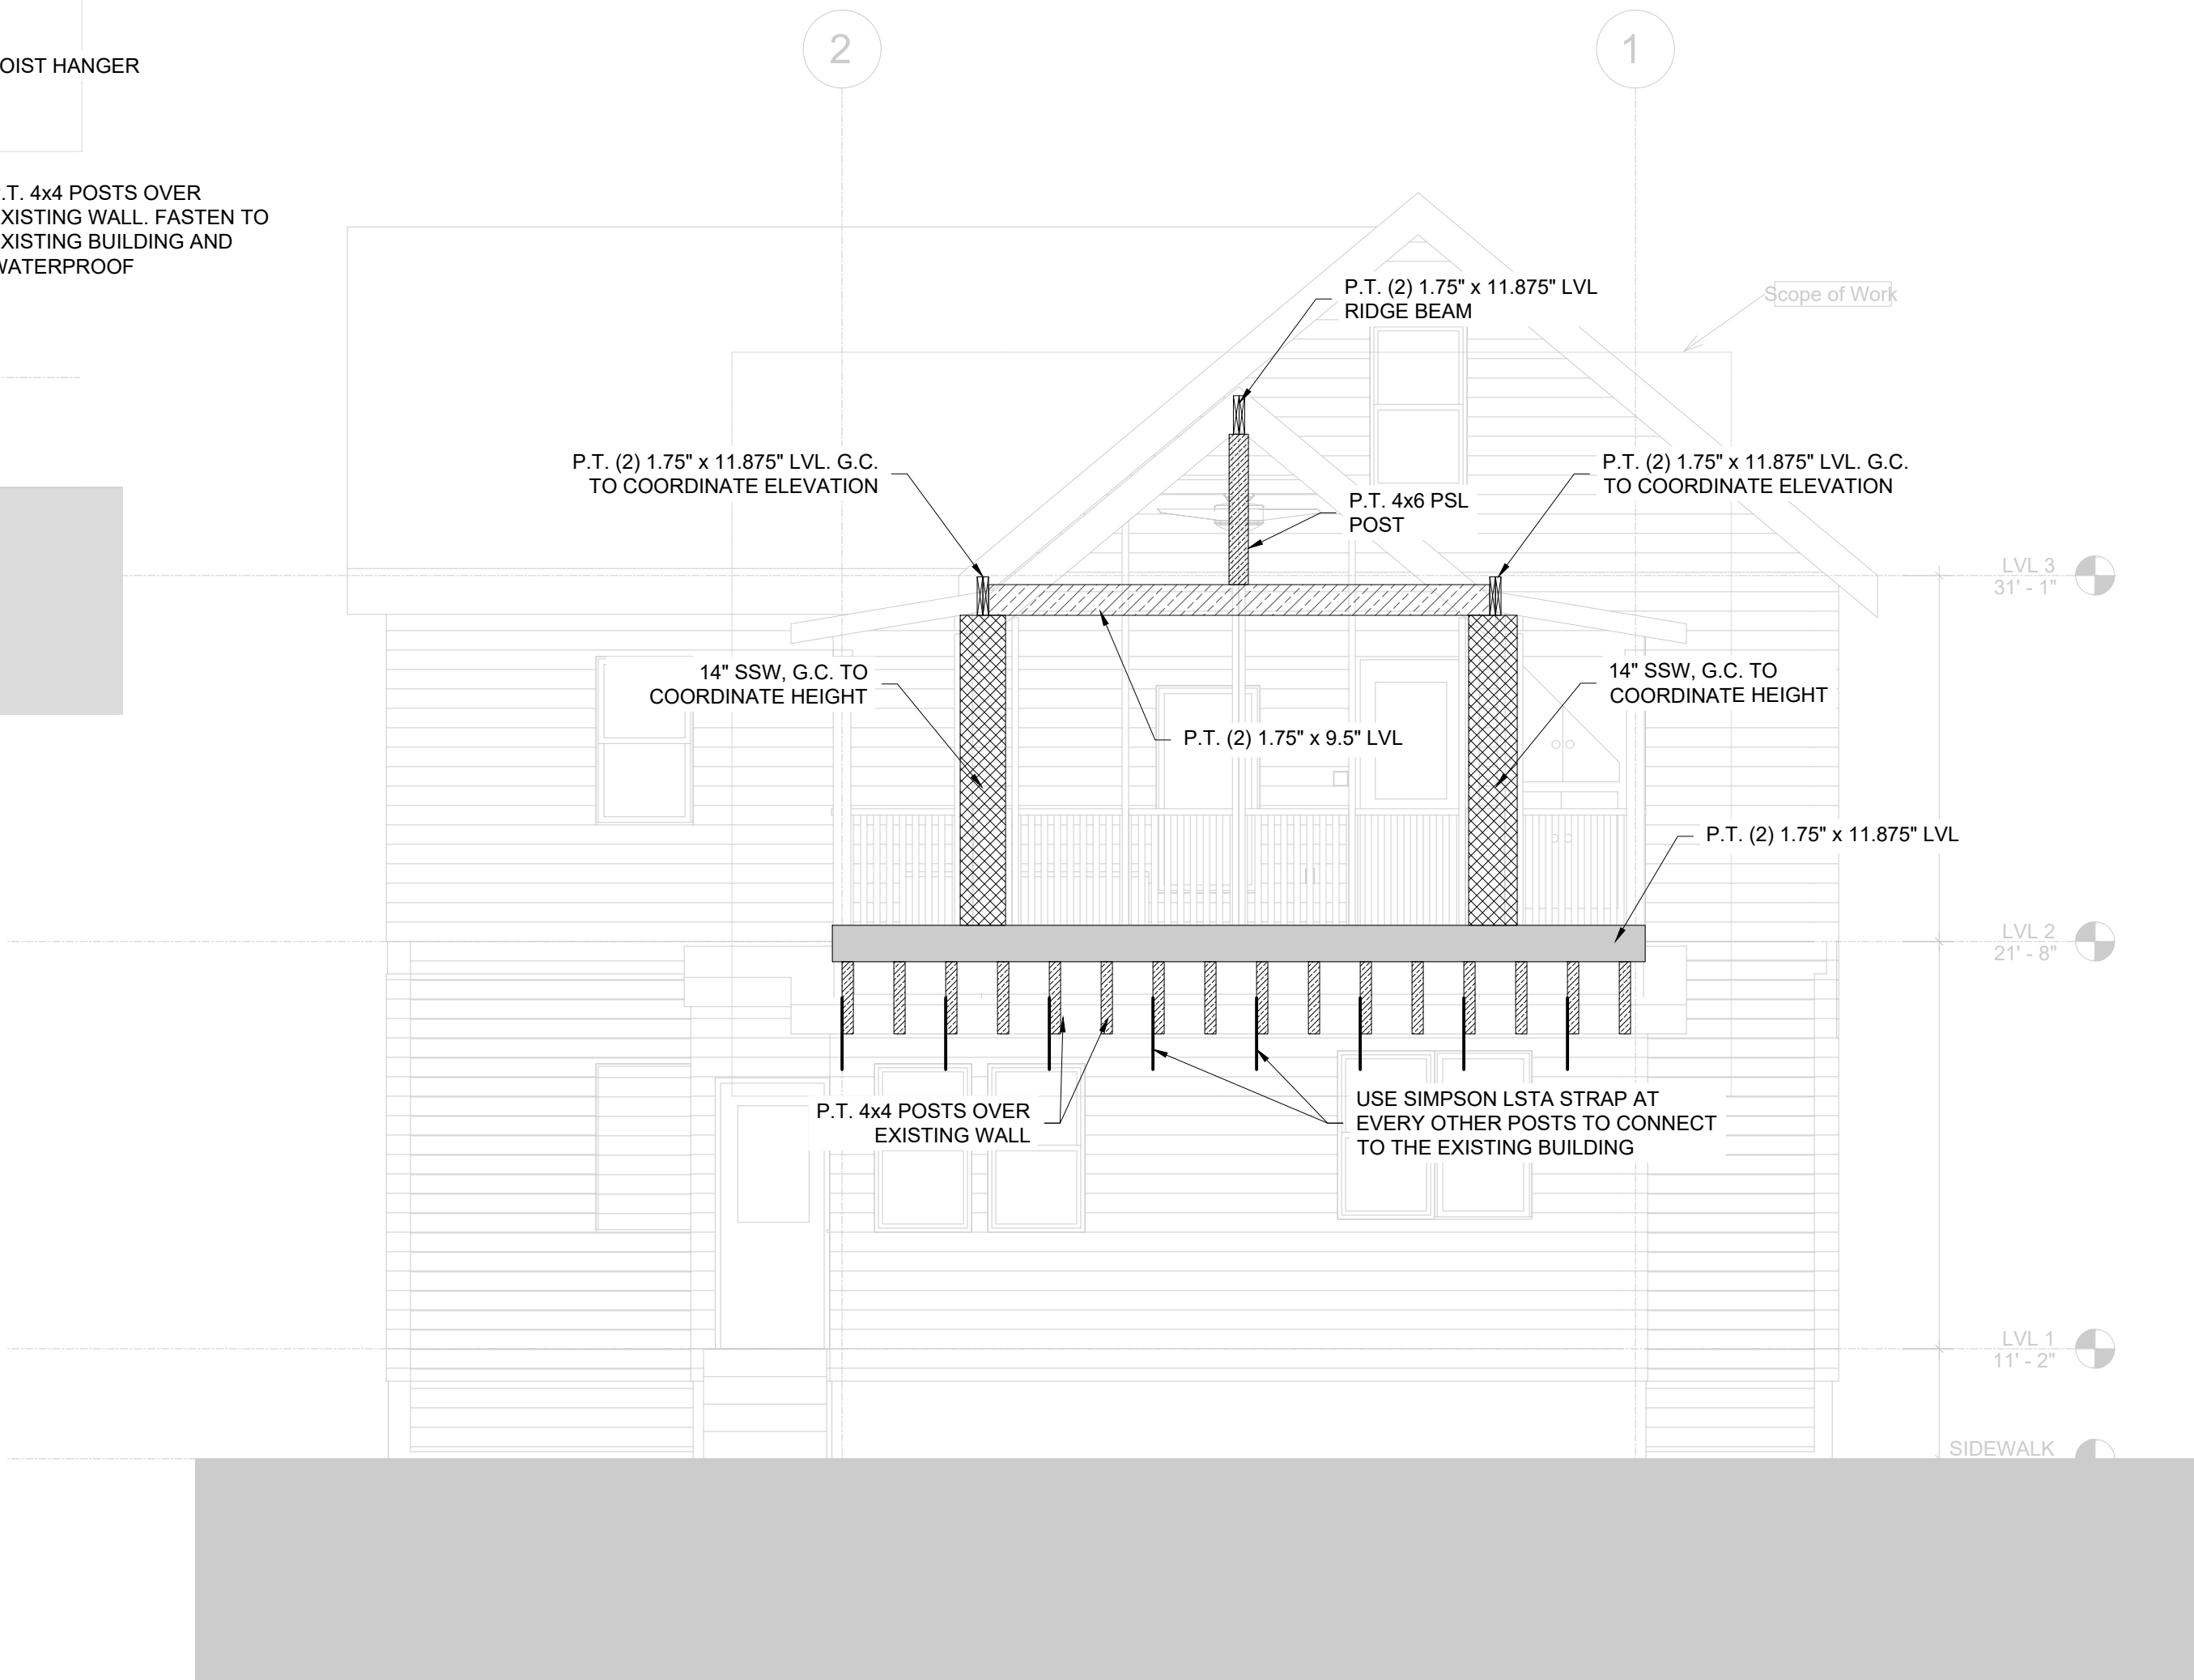 2
1
OIST HANGER
.T. 4x4 POSTS OVER
XISTING WALL. FASTEN TO
XISTING BUILDING AND
WATERPROOF
P.T. (2) 1.75" x 11.875" LVL
RIDGE BEAM
Scope of Work
P.T. (2) 1.75" x 11.875" LVL. G.C.
TO COORDINATE ELEVATION
P.T. (2) 1.75" x 11.875" LVL. G.C.
TO COORDINATE ELEVATION
P.T. 4x6 PSL
POST
LVL 3
31' - 1"
14" SSW, G.C. TO
COORDINATE HEIGHT
14" SSW, G.C. TO
COORDINATE HEIGHT
P.T. (2) 1.75" x 9.5" LVL
P.T. (2) 1.75" x 11.875" LVL
LVL 2
21' - 8"
P.T. 4x4 POSTS OVER
EXISTING WALL
USE SIMPSON LSTA STRAP AT
EVERY OTHER POSTS TO CONNECT
TO THE EXISTING BUILDING
LVL 1
11' - 2"
SIDEWALK